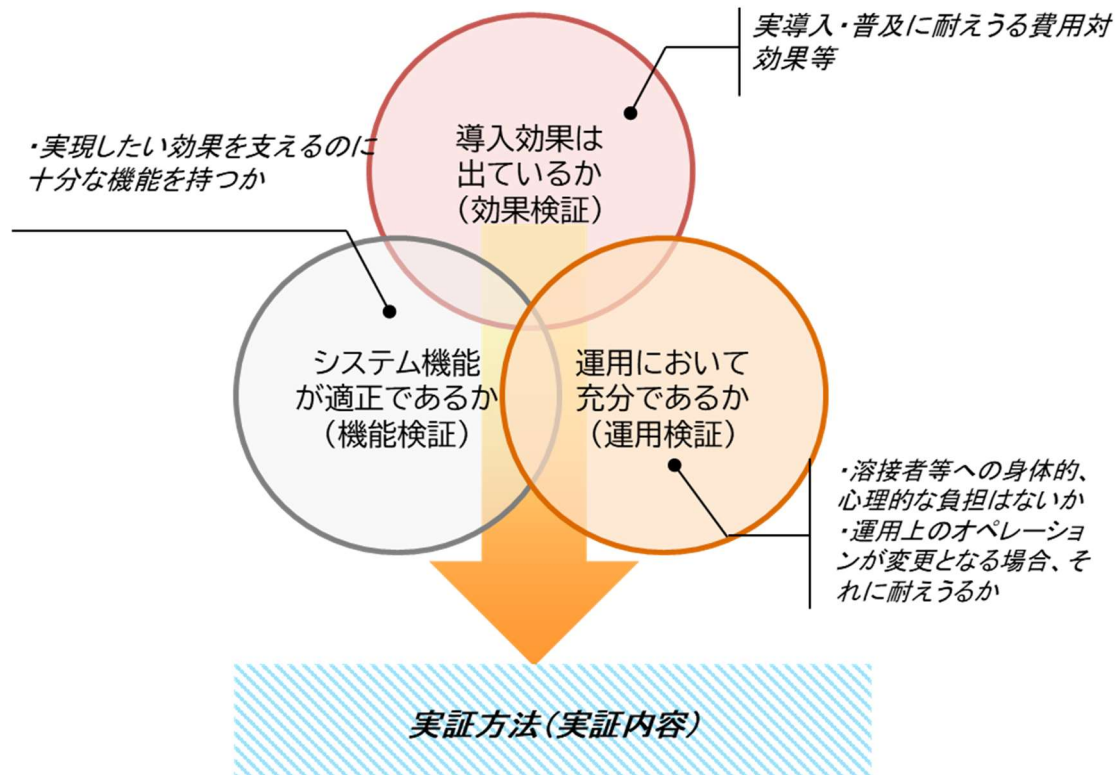 実導入・普及に耐えうる費用対
効果等
・実現したい効果を支えるのに
十分な機能を持つか
導入効果は
出ているか
（効果検証）
システム機能
が適正であるか
（機能検証）
運用において
充分であるか
（運用検証）
・溶接者等への身体的、
心理的な負担はないか
・運用上のオペレーショ
ンが変更となる場合、そ
れに耐えうるか
実証方法（実証内容）